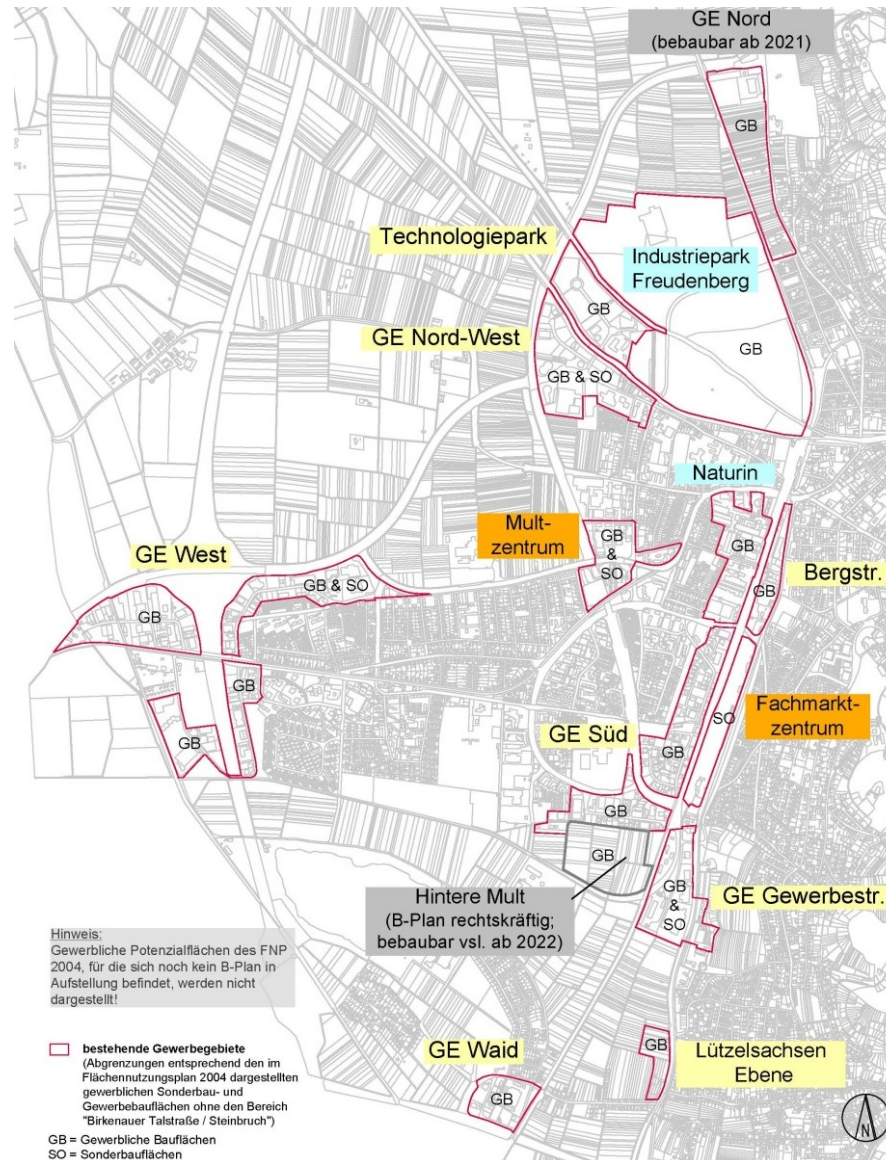 GE Nord
(bebaubar ab 2021)
GB
Technologiepark
Industriepark
Freudenberg
GB
GE Nord-West
GB
GB & SO
Naturin
Mult-
zentrum
GB
&
SO
GB
GE West
Bergstr.
GB & SO
GB
GB
GB
Fachmarkt-
zentrum
SO
GE Süd
GB
GB
GB
GB
Hintere Mult
(B-Plan rechtskräftig;
bebaubar vsl. ab 2022)
GB
&
SO
GE Gewerbestr.
Hinweis:
Gewerbliche Potenzialflächen des FNP
2004, für die sich noch kein B-Plan in
Aufstellung befindet, werden nicht
dargestellt!
GE Waid
GB
Lützelsachsen
Ebene
GB
bestehende Gewerbegebiete
(Abgrenzungen entsprechend den im
Flächennutzungsplan 2004 dargestellten
gewerblichen Sonderbau- und
Gewerbebauflächen ohne den Bereich
"Birkenauer Talstraße / Steinbruch")
GB = Gewerbliche Bauflächen
SO = Sonderbauflächen
N